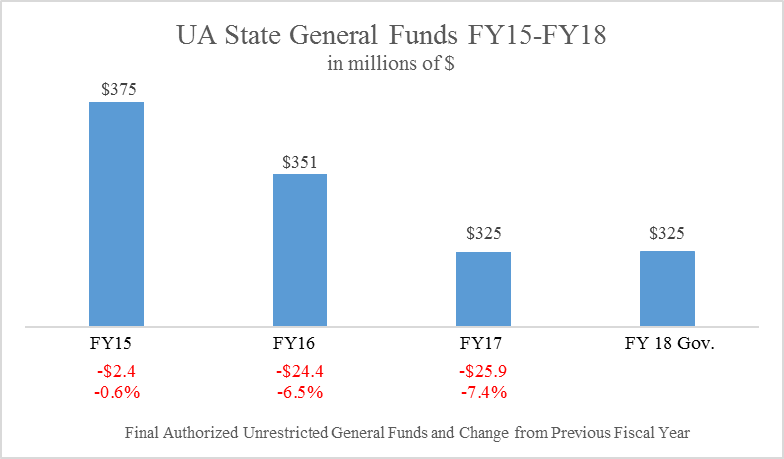 UA State General Funds FY15-FY18
in millions of $
$375
$351
$325
$325
FY15
FY16
FY17
FY 18 Gov.
-$2.4
-$24.4
-$25.9
-0.6%
-6.5%
-7.4%
Final Authorized Unrestricted General Funds and Change from Previous Fiscal Year